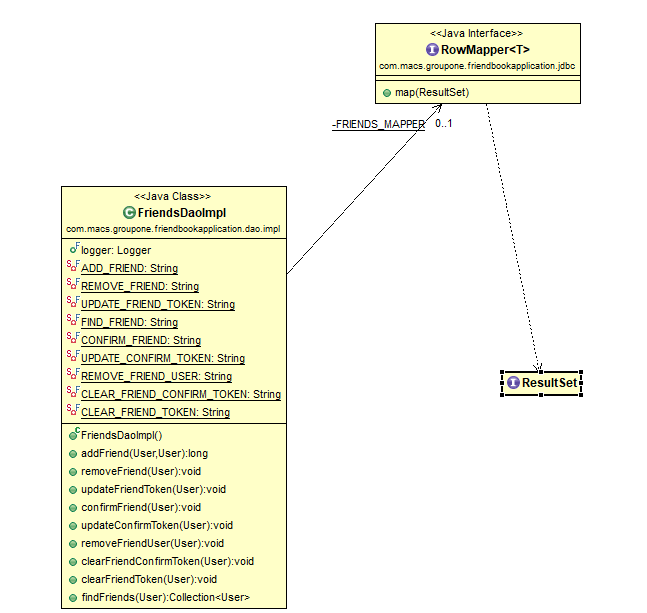 <<Java Interface>>
I RowMapper<T>
com.macs.groupone.friendbookapplication.jdbc
map(ResultSet)
-FRIENDS_MAPPER 0..1
<<Java Class>>
C FriendsDaoImpl
com.macs.groupone.friendbookapplication.dao.impl
F logger: Logger
S F ADD_FRIEND: String
S F REMOVE_FRIEND: String
S F UPDATE_FRIEND_TOKEN: String
S F FIND_FRIEND: String
S F CONFIRM_FRIEND: String
S F UPDATE_CONFIRM_TOKEN: String
S F REMOVE_FRIEND_USER: String
S F CLEAR_FRIEND_CONFIRM_TOKEN: String
S F CLEAR_FRIEND_TOKEN: String
C FriendsDaoImpl()
addFriend(User,User):long
removeFriend(User):void
updateFriendToken(User):void
confirmFriend(User):void
updateConfirmToken(User):void
removeFriendUser(User):void
clearFriendConfirmToken(User):void
clearFriendToken(User):void
findFriends(User):Collection<User>
I ResultSet